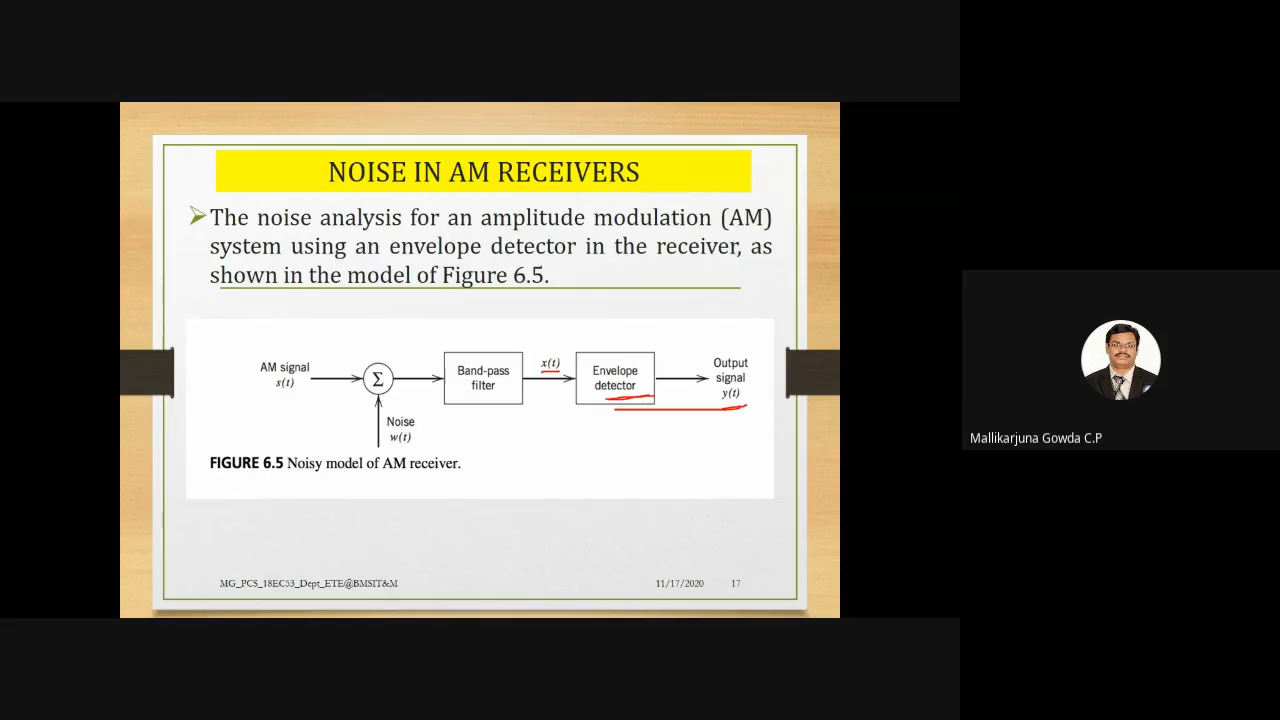 NOISE IN AM RECEIVERS
The noise analysis for an amplitude modulation (AM)
system using an envelope detector in the receiver, as
shown in the model of Figure 6.5.
AM signal
s(t)
Σ
Noise
w(t)
Band-pass
filter
x(t)
Envelope
detector
Output
signal
y(t)
FIGURE 6.5 Noisy model of AM receiver.
MG_PCS_18EC53_Dept_ETE@BMSIT&M
11/17/2020
17
Mallikarjuna Gowda C.P